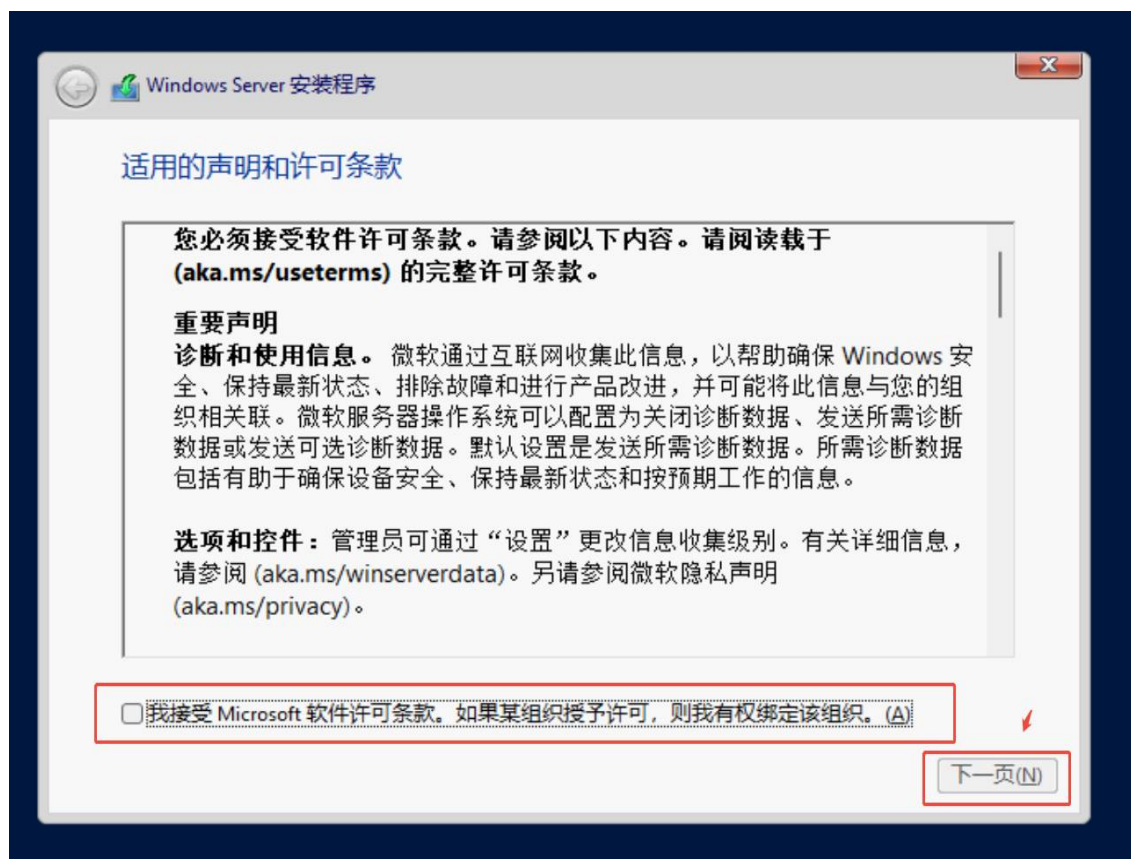 Windows Server 安装程序
适用的声明和许可条款
您必须接受软件许可条款。请参阅以下内容。请阅读载于
(aka.ms/useterms) 的完整许可条款。
重要声明
诊断和使用信息。 微软通过互联网收集此信息，以帮助确保 Windows 安
全、保持最新状态、排除故障和进行产品改进，并可能将此信息与您的组
织相关联。微软服务器操作系统可以配置为关闭诊断数据、发送所需诊断
数据或发送可选诊断数据。默认设置是发送所需诊断数据。所需诊断数据
包括有助于确保设备安全、保持最新状态和按预期工作的信息。
选项和控件：管理员可通过“设置”更改信息收集级别。有关详细信息，
请参阅 (aka.ms/winserverdata)。另请参阅微软隐私声明
(aka.ms/privacy)。
我接受 Microsoft 软件许可条款。如果某组织授予许可，则我有权绑定该组织。(A)
下一页(N)